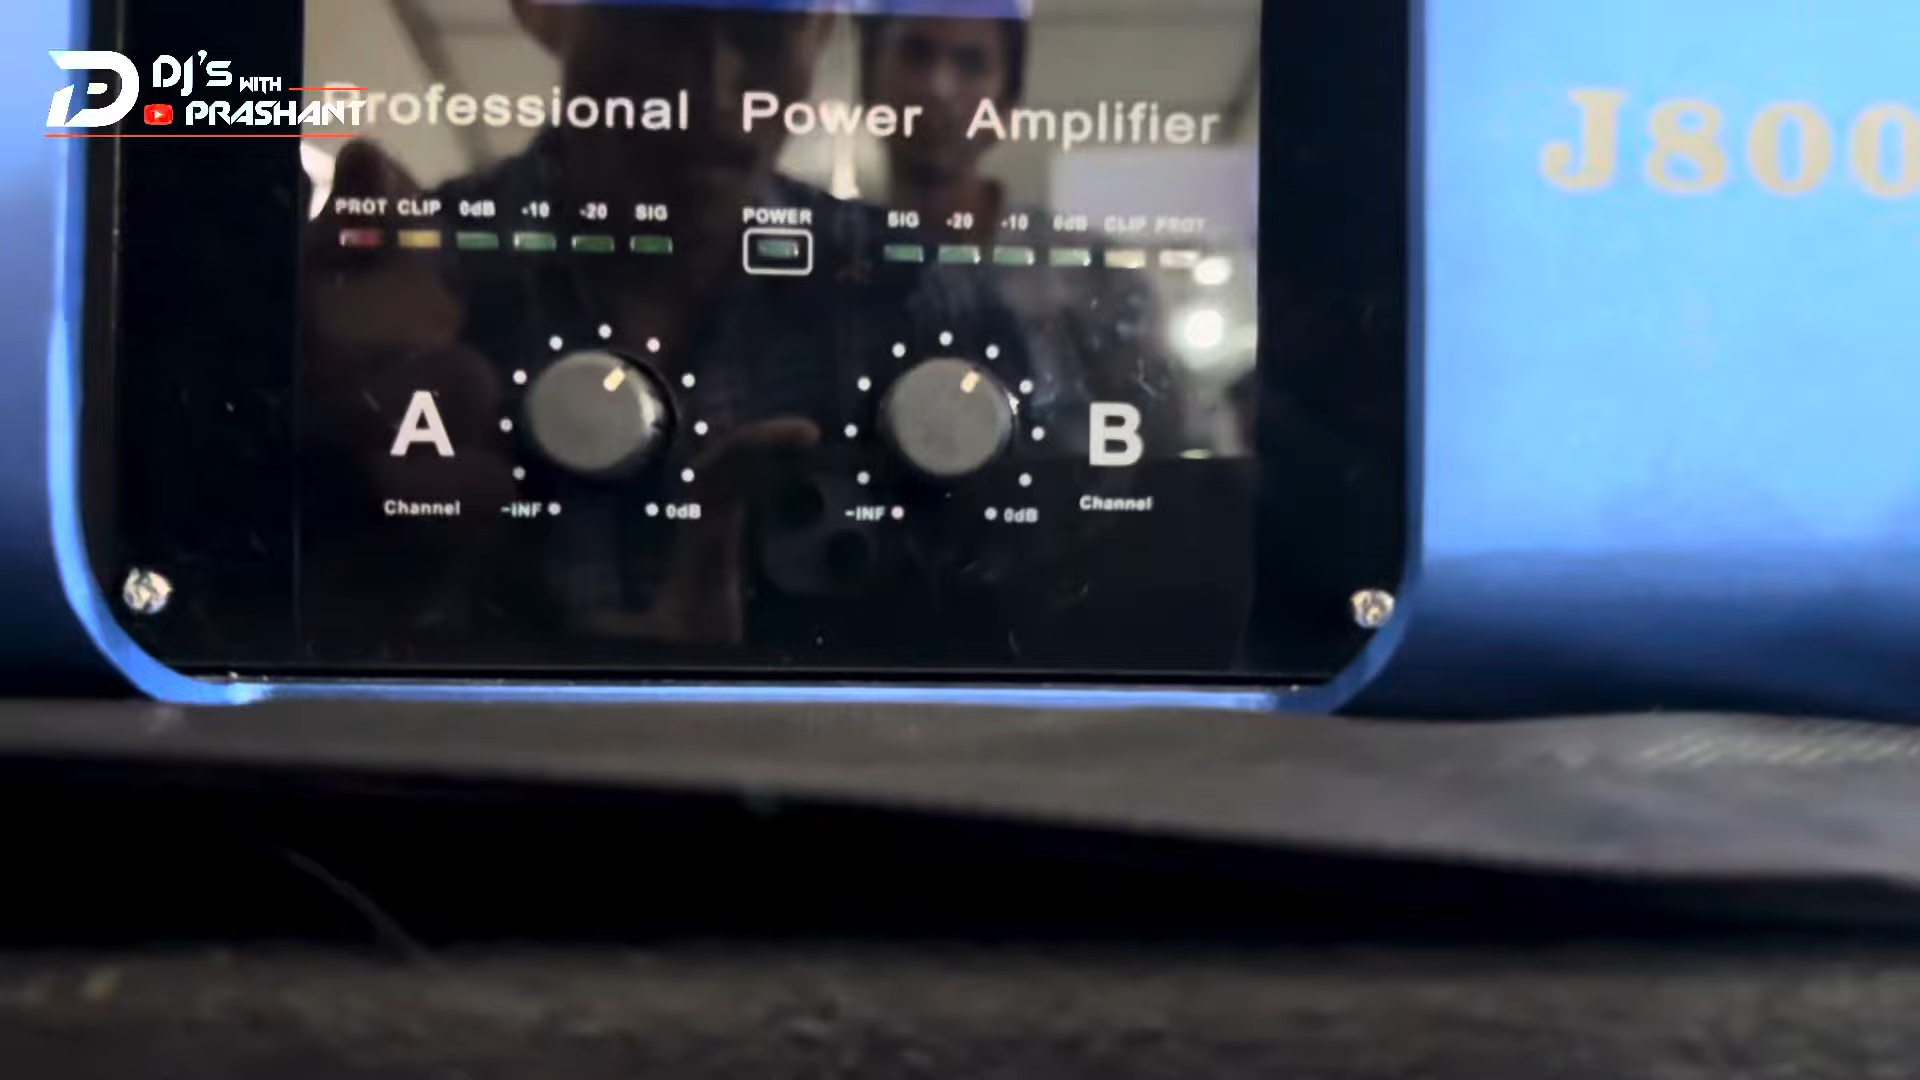 DJ's WITH
PRASHANT
Professional Power Amplifier
J800
PROT CLIP 0dB -10 -20 SIG
POWER
SIG -20 -10 0dB CLIP PROT
A
Channel
-INF
0dB
-INF
0dB
B
Channel